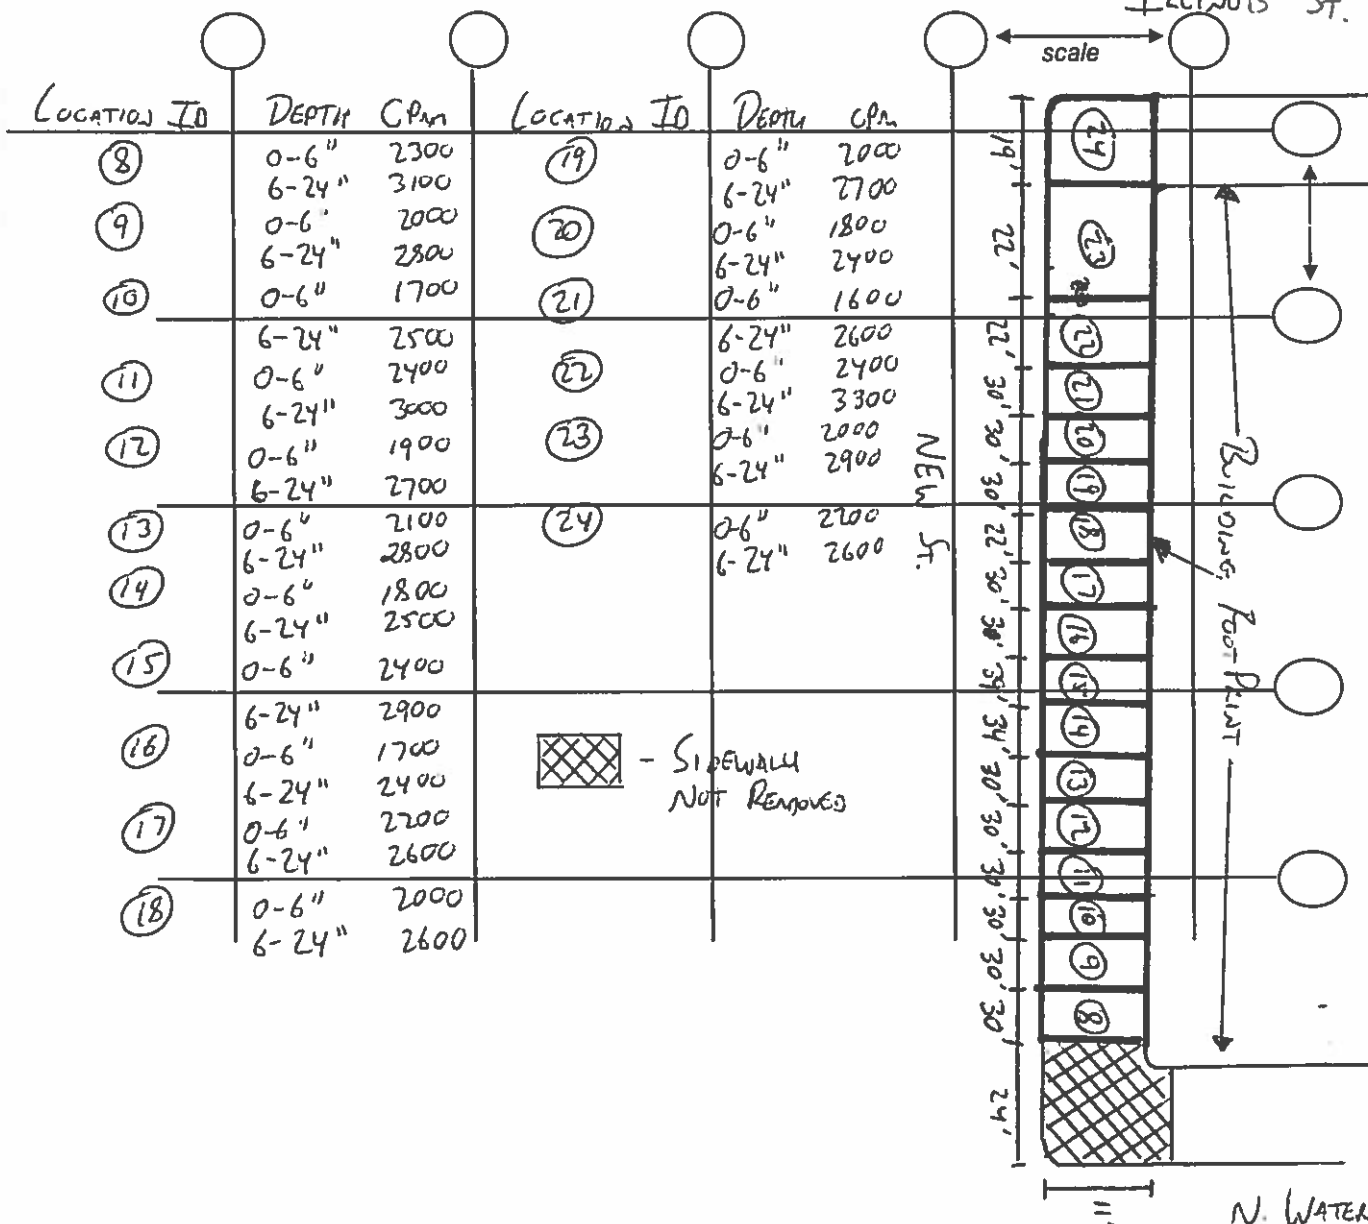 ILLINOIS ST.
scale
LOCATION ID DEPTH CPM LOCATION ID DEPTH CPM
8 0-6" 2300 19 0-6" 2000
6-24" 3100 6-24" 2700
9 0-6" 2000 20 0-6" 1800
6-24" 2800 6-24" 2400
10 0-6" 1700 21 0-6" 1600
6-24" 2500 6-24" 2600
11 0-6" 2400 22 0-6" 2400
6-24" 3000 6-24" 3300
12 0-6" 1900 23 0-6" 2000
6-24" 2700 6-24" 2900
13 0-6" 2100 24 0-6" 2200
6-24" 2800 6-24" 2600
14 0-6" 1800
6-24" 2500
15 0-6" 2400
6-24" 2900
16 0-6" 1700
6-24" 2400
17 0-6" 2200
6-24" 2600
18 0-6" 2000
6-24" 2600
- SIDEWALK
NOT REMOVED
NEW ST.
19' 24
22' 23
22' 22
30' 21
30' 20
30' 19
22' 18
30' 17
30' 16
34' 15
34' 14
30' 13
30' 12
30' 11
30' 10
30' 9
30' 8
24'
BUILDING FOOTPRINT
11'
N. WATER